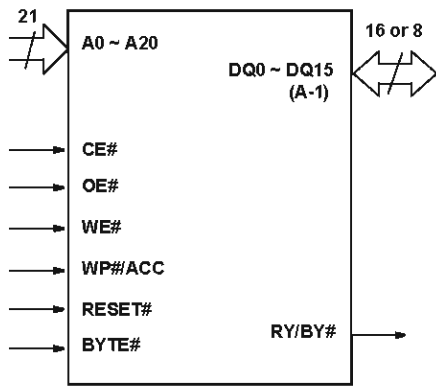 21
16 or 8
A0 ~ A20
DQ0 ~ DQ15
(A-1)
CE#
OE#
WE#
WP#/ACC
RESET#
RY/BY#
BYTE#